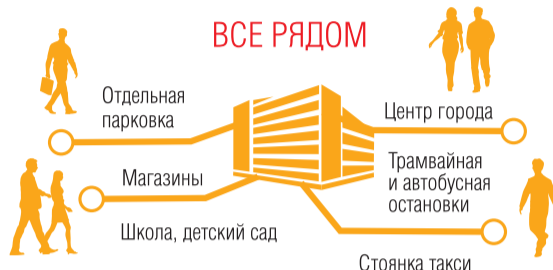 ВСЕ РЯДОМ
Отдельная
парковка
Магазины
Школа, детский сад
Центр города
Трамвайная
и автобусная
остановки
Стоянка такси